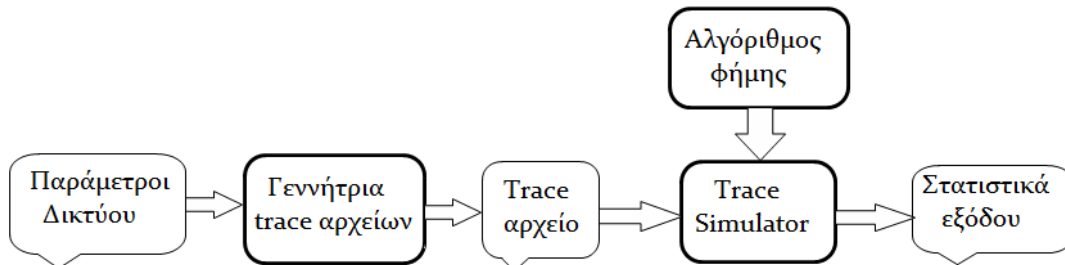 Αλγόριθμος
φήμης
Παράμετροι
Δικτύου
Γεννήτρια
trace αρχείων
Trace
αρχείο
Trace
Simulator
Στατιστικά
εξόδου